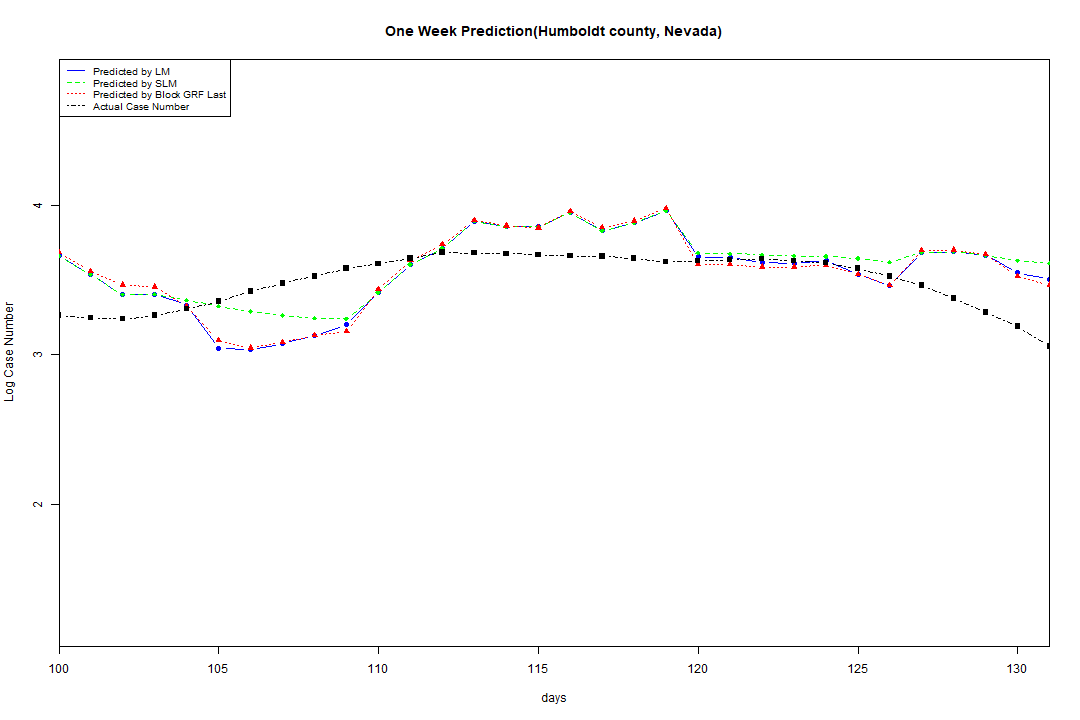 One Week Prediction(Humboldt county, Nevada)
Predicted by LM
Predicted by SLM
Predicted by Block GRF Last
Actual Case Number
4
3
2
Log Case Number
100 105 110 115 120 125 130
days